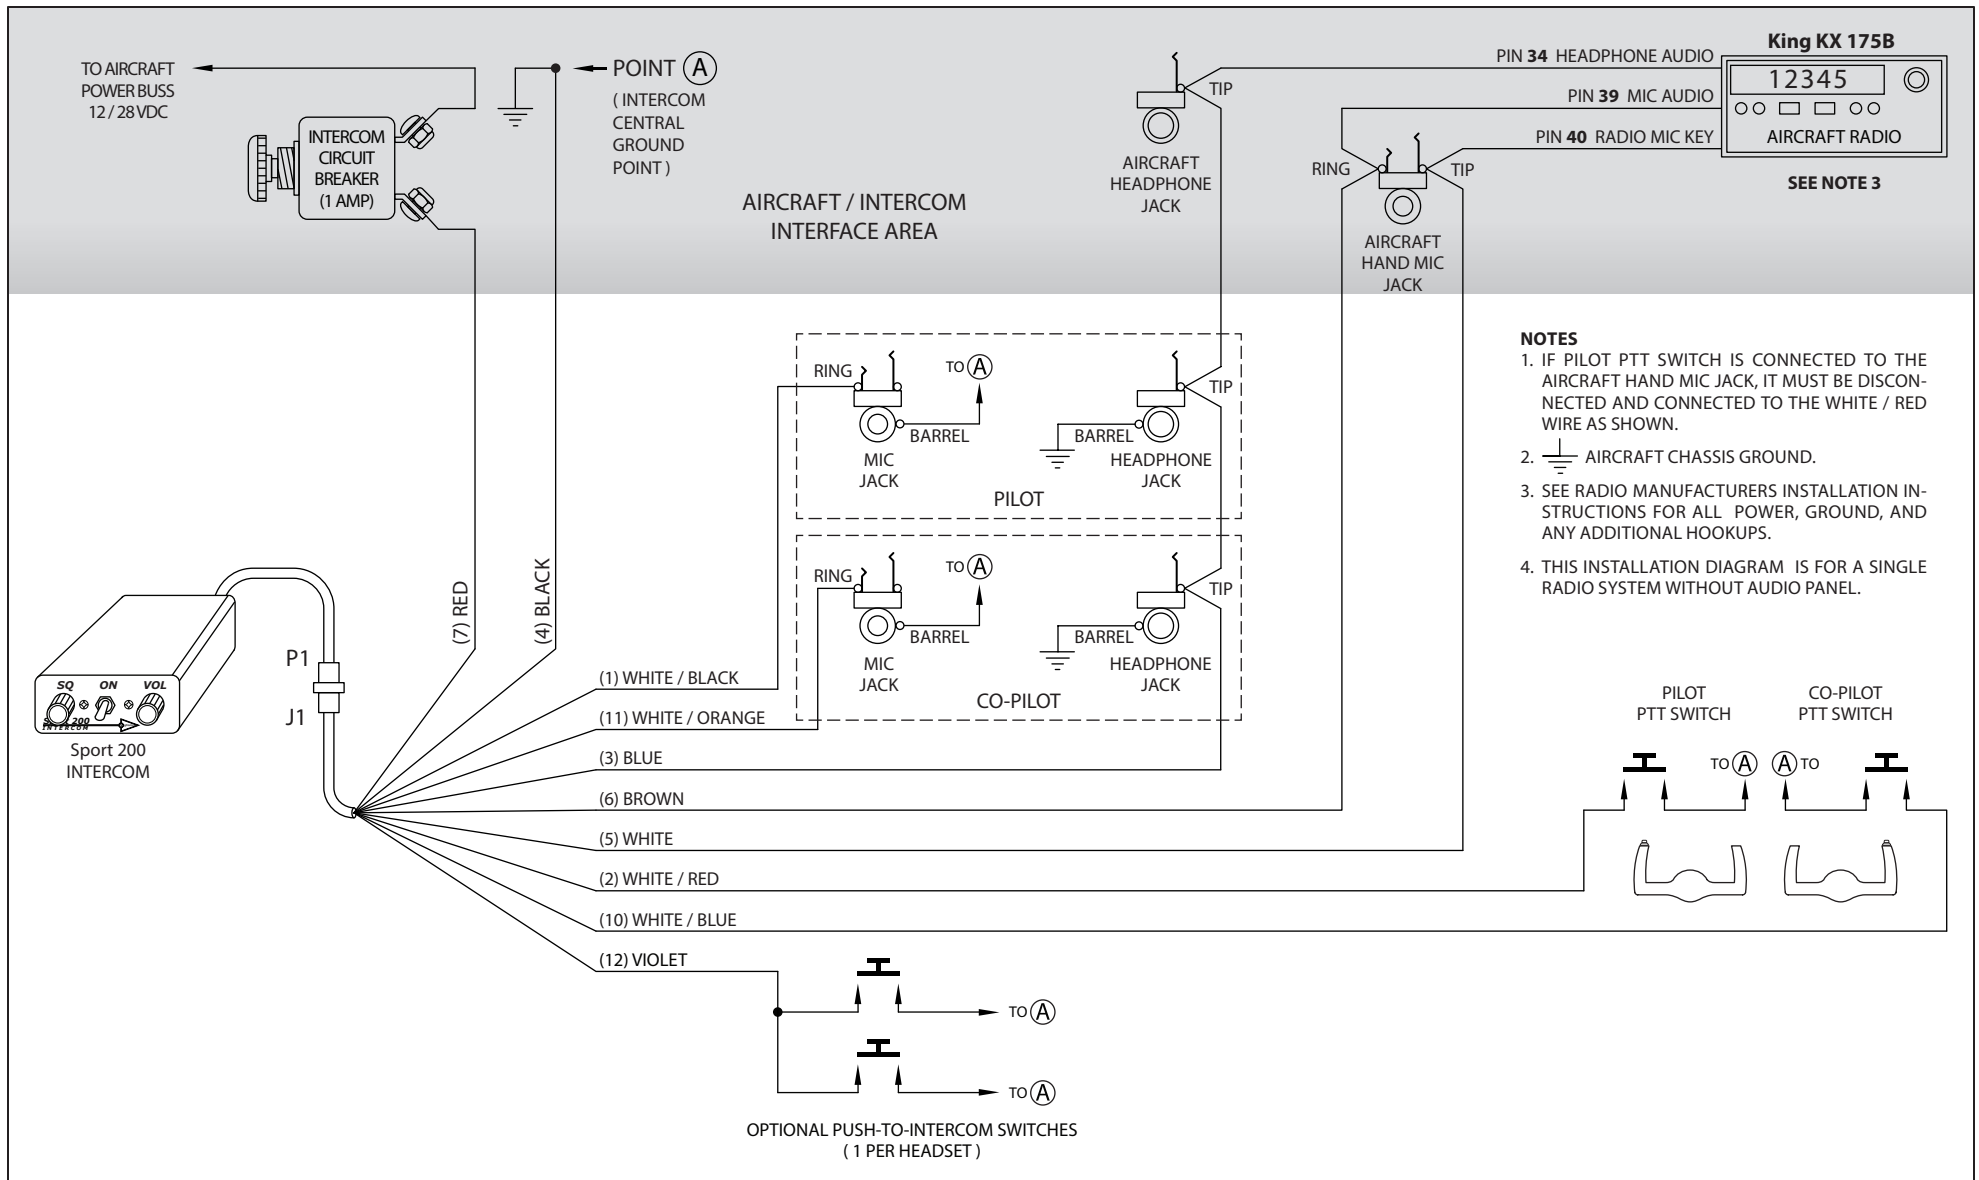 TO AIRCRAFT
POWER BUSS
12 / 28 VDC
INTERCOM
CIRCUIT
BREAKER
(1 AMP)
POINT A
( INTERCOM
CENTRAL
GROUND
POINT )
AIRCRAFT / INTERCOM
INTERFACE AREA
TIP
AIRCRAFT
HEADPHONE
JACK
PIN 34 HEADPHONE AUDIO
PIN 39 MIC AUDIO
PIN 40 RADIO MIC KEY
RING
TIP
AIRCRAFT
HAND MIC
JACK
King KX 175B
12345
AIRCRAFT RADIO
SEE NOTE 3
NOTES
1. IF PILOT PTT SWITCH IS CONNECTED TO THE
AIRCRAFT HAND MIC JACK, IT MUST BE DISCON-
NECTED AND CONNECTED TO THE WHITE / RED
WIRE AS SHOWN.
2. AIRCRAFT CHASSIS GROUND.
3. SEE RADIO MANUFACTURERS INSTALLATION IN-
STRUCTIONS FOR ALL POWER, GROUND, AND
ANY ADDITIONAL HOOKUPS.
4. THIS INSTALLATION DIAGRAM IS FOR A SINGLE
RADIO SYSTEM WITHOUT AUDIO PANEL.
RING
TO A
BARREL
MIC
JACK
TIP
BARREL
HEADPHONE
JACK
PILOT
RING
TO A
BARREL
MIC
JACK
TIP
BARREL
HEADPHONE
JACK
CO-PILOT
(7) RED
(4) BLACK
P1
J1
SQ ON VOL
SPORT 200
INTERCOM
Sport 200
INTERCOM
(1) WHITE / BLACK
(11) WHITE / ORANGE
(3) BLUE
(6) BROWN
(5) WHITE
(2) WHITE / RED
(10) WHITE / BLUE
(12) VIOLET
PILOT
PTT SWITCH
TO A
CO-PILOT
PTT SWITCH
A TO
TO A
TO A
OPTIONAL PUSH-TO-INTERCOM SWITCHES
( 1 PER HEADSET )